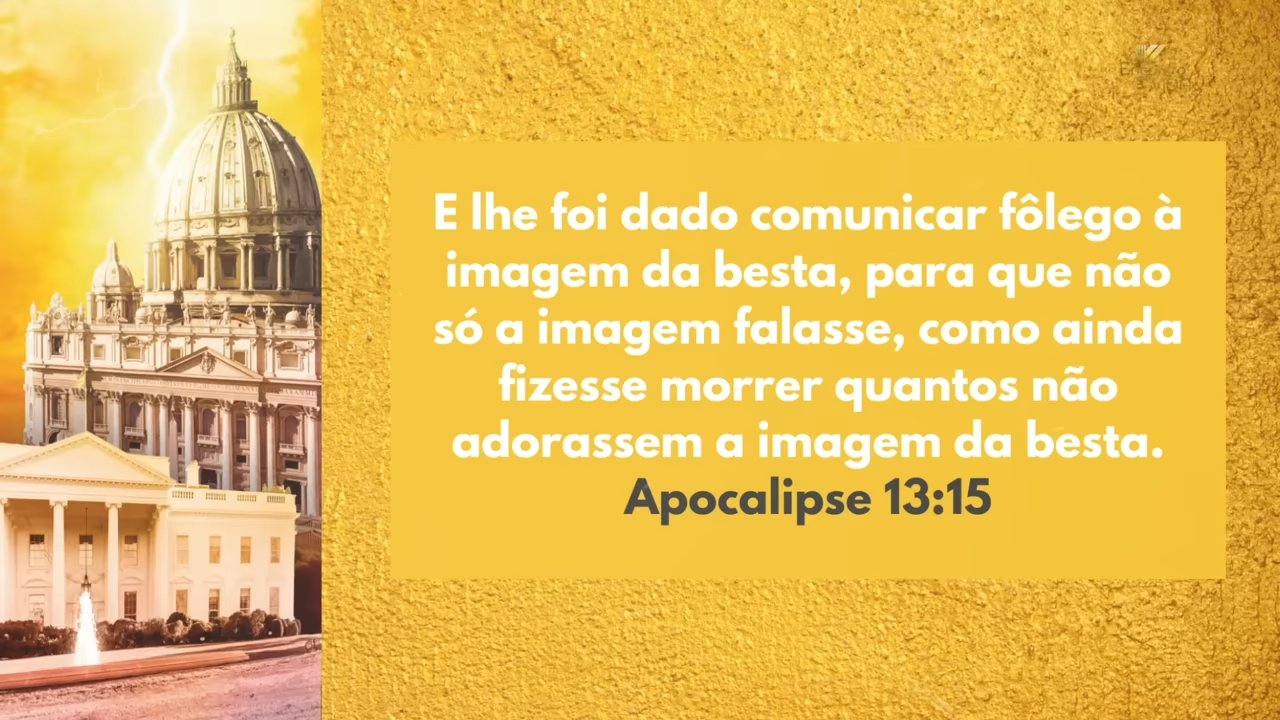 E lhe foi dado comunicar fôlego à
imagem da besta, para que não
só a imagem falasse, como ainda
fizesse morrer quantos não
adorassem a imagem da besta.
Apocalipse 13:15